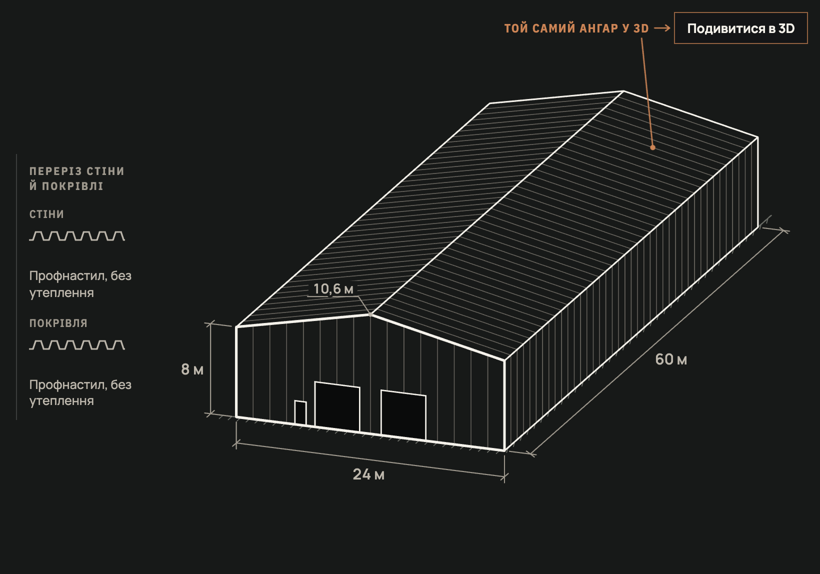 ТОЙ САМИЙ АНГАР У 3D → Подивитися в 3D
ПЕРЕРІЗ СТІНИ
Й ПОКРІВЛІ
СТІНИ
Профнастил, без
утеплення
ПОКРІВЛЯ
Профнастил, без
утеплення
10,6 м
8 м
60 м
24 м